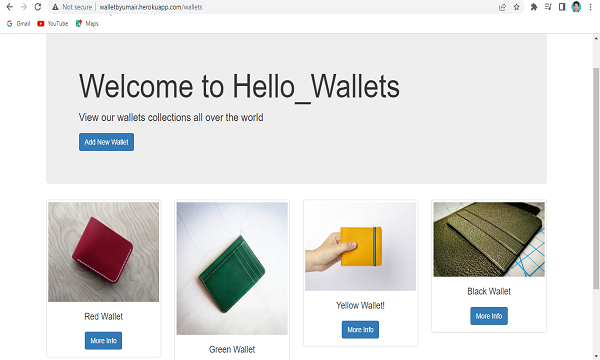 Not secure | walletbyumair.herokuapp.com/wallets
Gmail YouTube Maps
Welcome to Hello_Wallets
View our wallets collections all over the world
Add New Wallet
Red Wallet
More Info
Green Wallet
Yellow Wallet!
More Info
Black Wallet
More Info